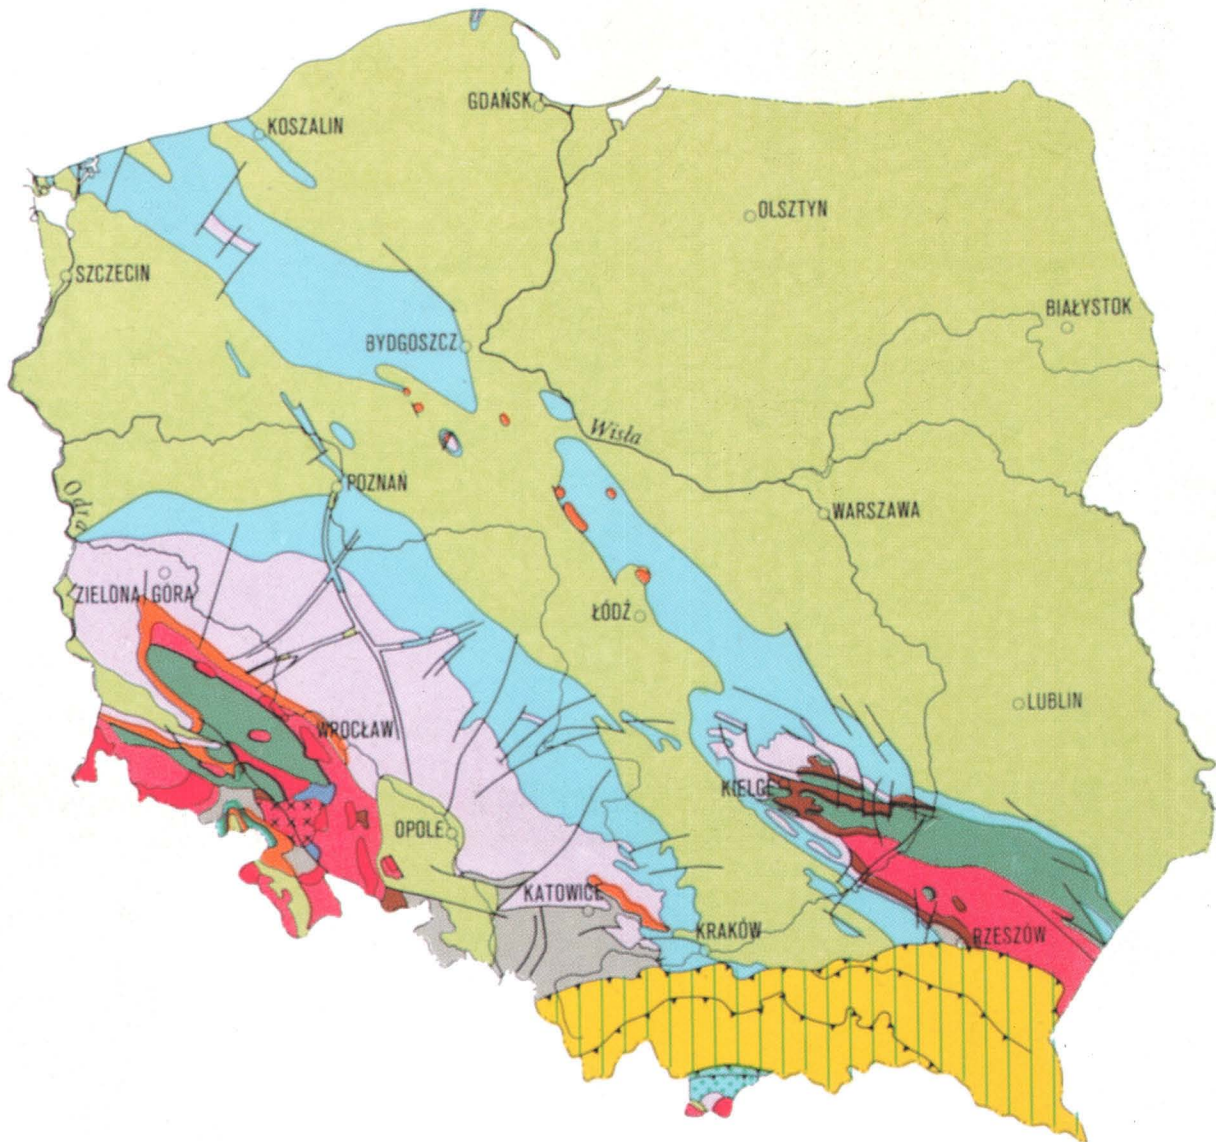 GDAŃSK
KOSZALIN
OLSZTYN
SZCZECIN
BIAŁYSTOK
BYDGOSZCZ
Wisła
POZNAŃ
Odra
WARSZAWA
ZIELONA GÓRA
ŁÓDŹ
LUBLIN
WROCŁAW
KIELCE
OPOLE
KATOWICE
KRAKÓW
RZESZÓW